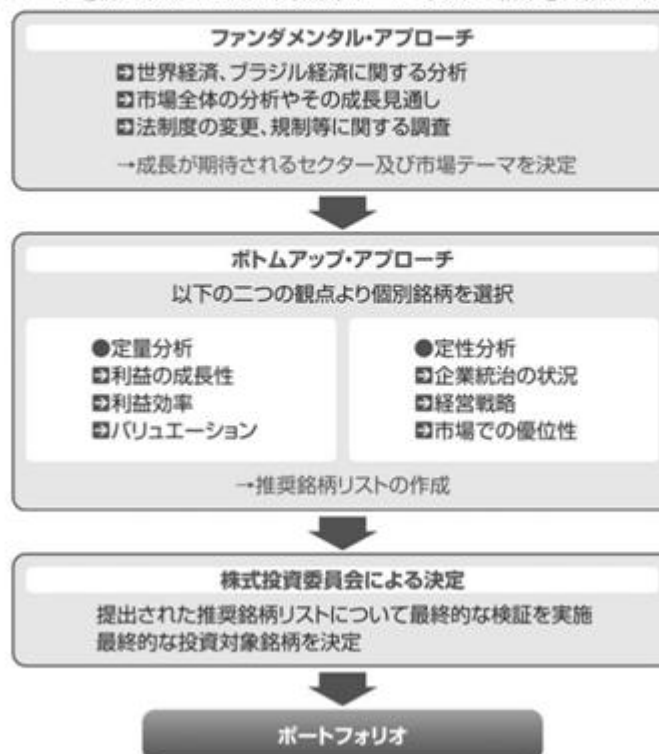 ファンダメンタル・アプローチ
➡世界経済、ブラジル経済に関する分析
➡市場全体の分析やその成長見通し
➡法制度の変更、規制等に関する調査
→成長が期待されるセクター及び市場テーマを決定
ボトムアップ・アプローチ
以下の二つの観点より個別銘柄を選択
●定量分析
➡利益の成長性
➡利益効率
➡バリュエーション
●定性分析
➡企業統治の状況
➡経営戦略
➡市場での優位性
→推奨銘柄リストの作成
株式投資委員会による決定
提出された推奨銘柄リストについて最終的な検証を実施
最終的な投資対象銘柄を決定
ポートフォリオ